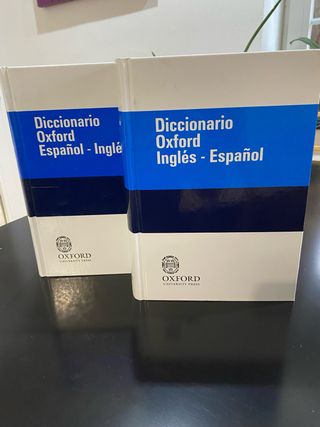 Diccionario
Oxford
Español - Inglé
OXFORD
UNIVERSITY PRESS
Diccionario
Oxford
Inglés - Español
OXFORD
UNIVERSITY PRESS